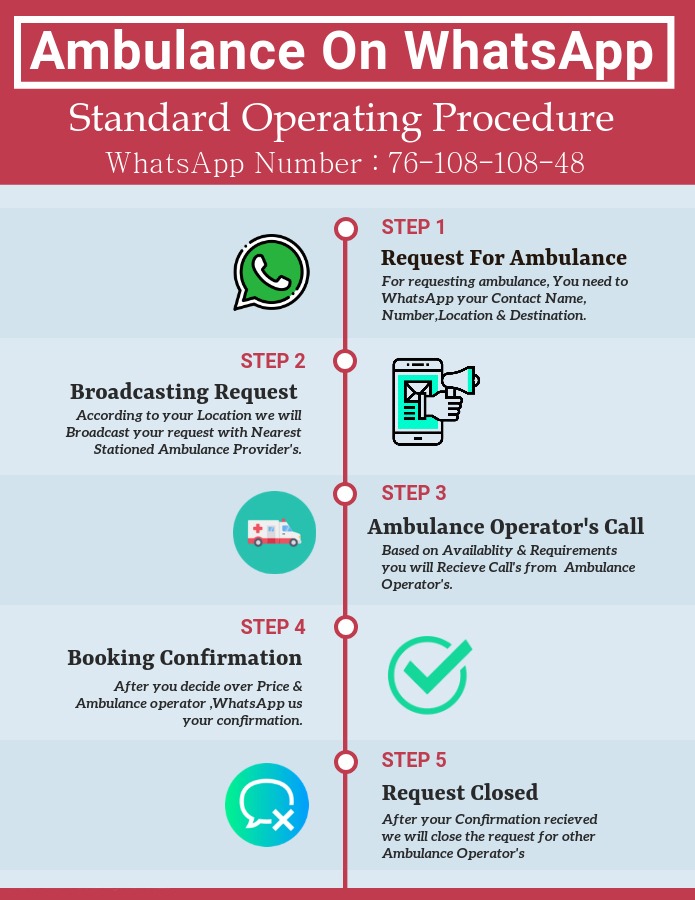 Ambulance On WhatsApp
Standard Operating Procedure
WhatsApp Number : 76-108-108-48
STEP 1
Request For Ambulance
For requesting ambulance, You need to
WhatsApp your Contact Name,
Number,Location & Destination.
STEP 2
Broadcasting Request
According to your Location we will
Broadcast your request with Nearest
Stationed Ambulance Provider's.
STEP 3
Ambulance Operator's Call
Based on Availablity & Requirements
you will Recieve Call's from Ambulance
Operator's.
STEP 4
Booking Confirmation
After you decide over Price &
Ambulance operator ,WhatsApp us
your confirmation.
STEP 5
Request Closed
After your Confirmation recieved
we will close the request for other
Ambulance Operator's